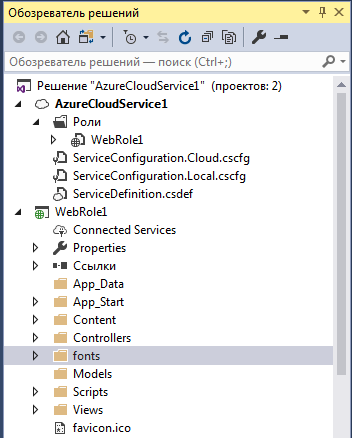 Обозреватель решений
Обозреватель решений — поиск (Ctrl+;)
Решение "AzureCloudService1" (проектов: 2)
AzureCloudService1
Роли
WebRole1
ServiceConfiguration.Cloud.cscfg
ServiceConfiguration.Local.cscfg
ServiceDefinition.csdef
WebRole1
Connected Services
Properties
Ссылки
App_Data
App_Start
Content
Controllers
fonts
Models
Scripts
Views
favicon.ico